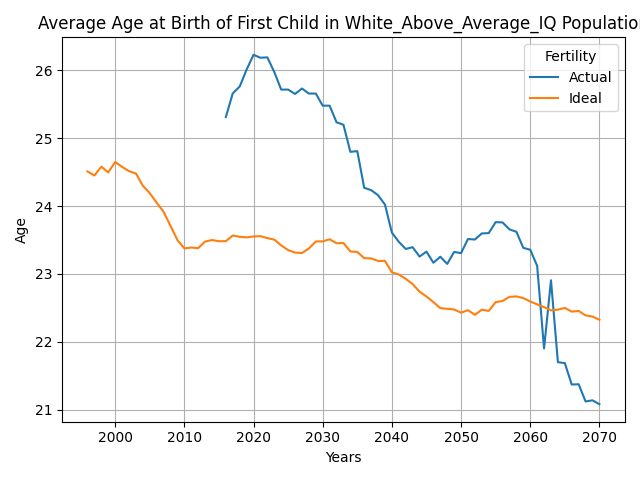 Average Age at Birth of First Child in White_Above_Average_IQ Population
Fertility
Actual
Ideal
26
25
24
23
22
21
Age
2000
2010
2020
2030
2040
2050
2060
2070
Years